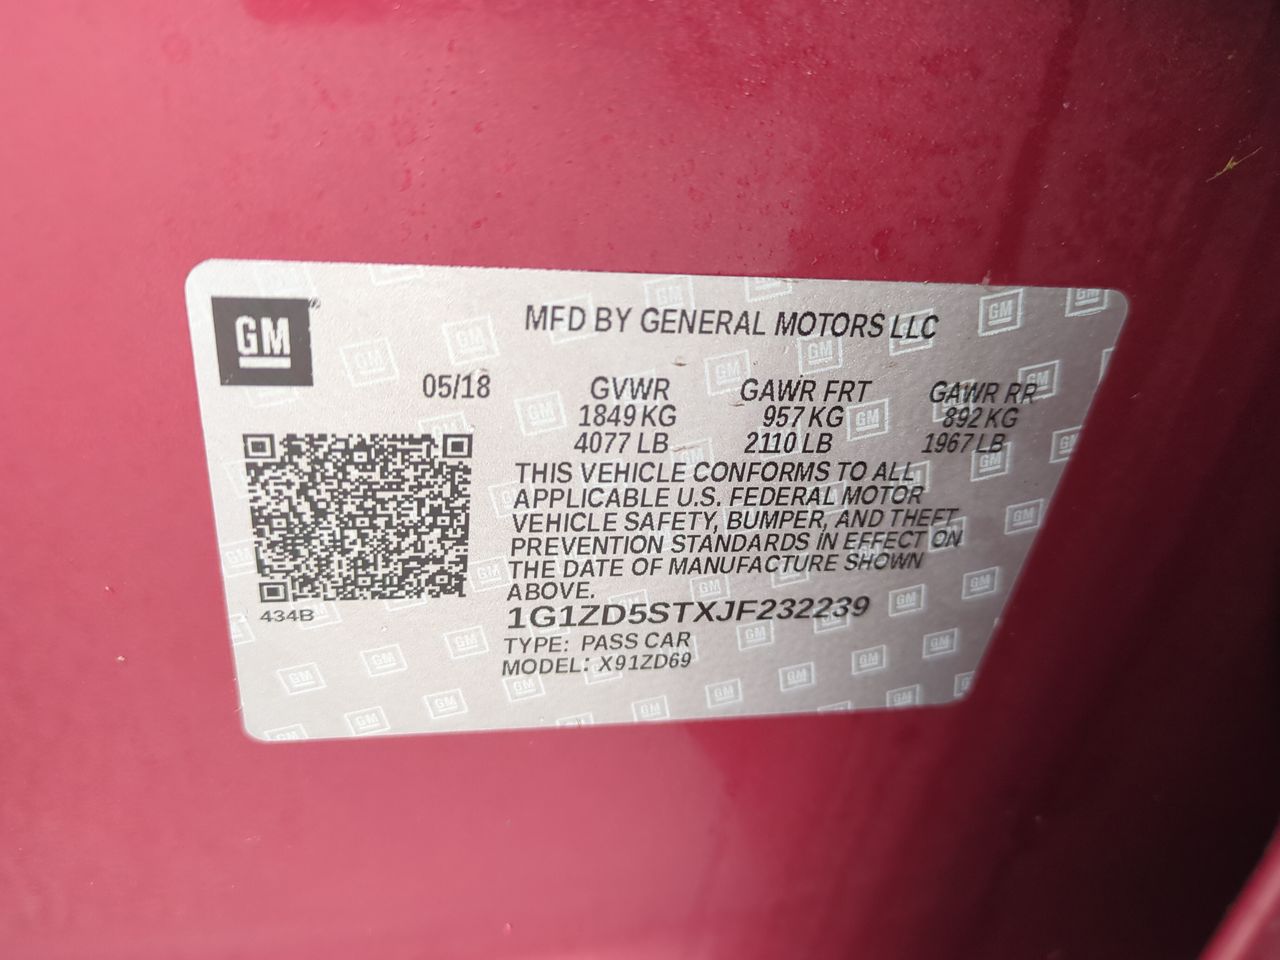 GM
MFD BY GENERAL MOTORS LLC
05/18 GVWR GAWR FRT GAWR RR
1849 KG 957 KG 892 KG
4077 LB 2110 LB 1967 LB
THIS VEHICLE CONFORMS TO ALL
APPLICABLE U.S. FEDERAL MOTOR
VEHICLE SAFETY, BUMPER, AND THEFT
PREVENTION STANDARDS IN EFFECT ON
THE DATE OF MANUFACTURE SHOWN
ABOVE.
434B
1G1ZD5STXJF232239
TYPE: PASS CAR
MODEL: X91ZD69